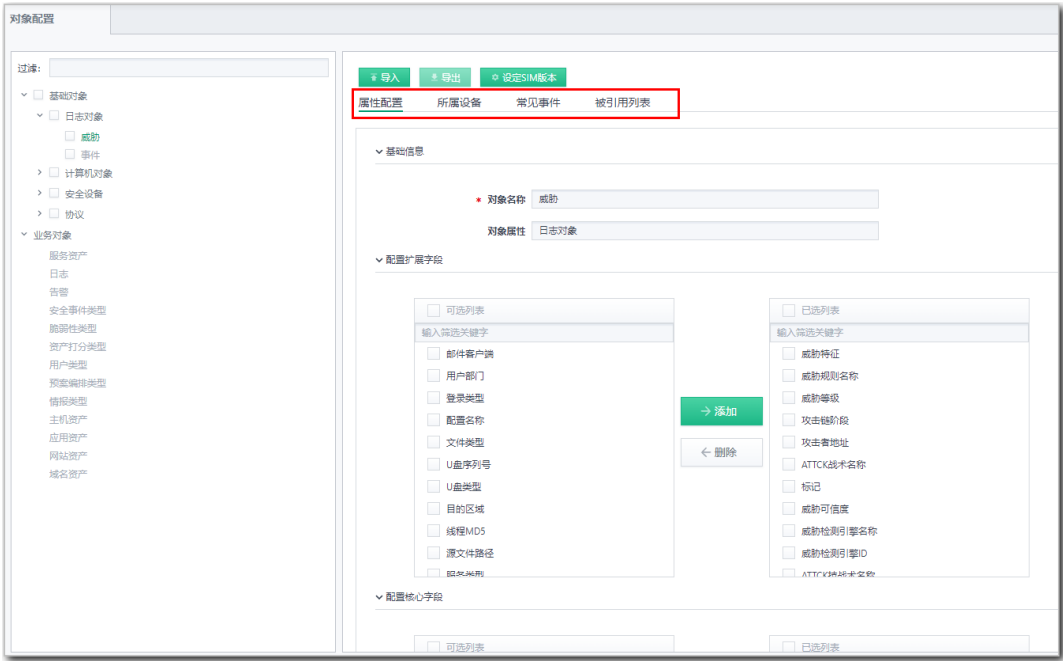 对象配置
过滤:
基础对象
日志对象
威胁
事件
计算机对象
安全设备
协议
业务对象
服务资产
日志
告警
安全事件类型
脆弱性类型
资产打分类型
用户类型
预案编排类型
情报类型
主机资产
应用资产
网站资产
域名资产
导入 导出 设定SIM版本
属性配置 所属设备 常见事件 被引用列表
基础信息
* 对象名称 威胁
对象属性 日志对象
配置扩展字段
可选列表
输入筛选关键字
邮件客户端
用户部门
登录类型
配置名称
文件类型
U盘序列号
U盘类型
目的区域
线程MD5
源文件路径
服务类型
添加
删除
已选列表
输入筛选关键字
威胁特征
威胁规则名称
威胁等级
攻击链阶段
攻击者地址
ATTCK战术名称
标记
威胁可信度
威胁检测引擎名称
威胁检测引擎ID
ATTCK技战术名称
配置核心字段
可选列表 已选列表